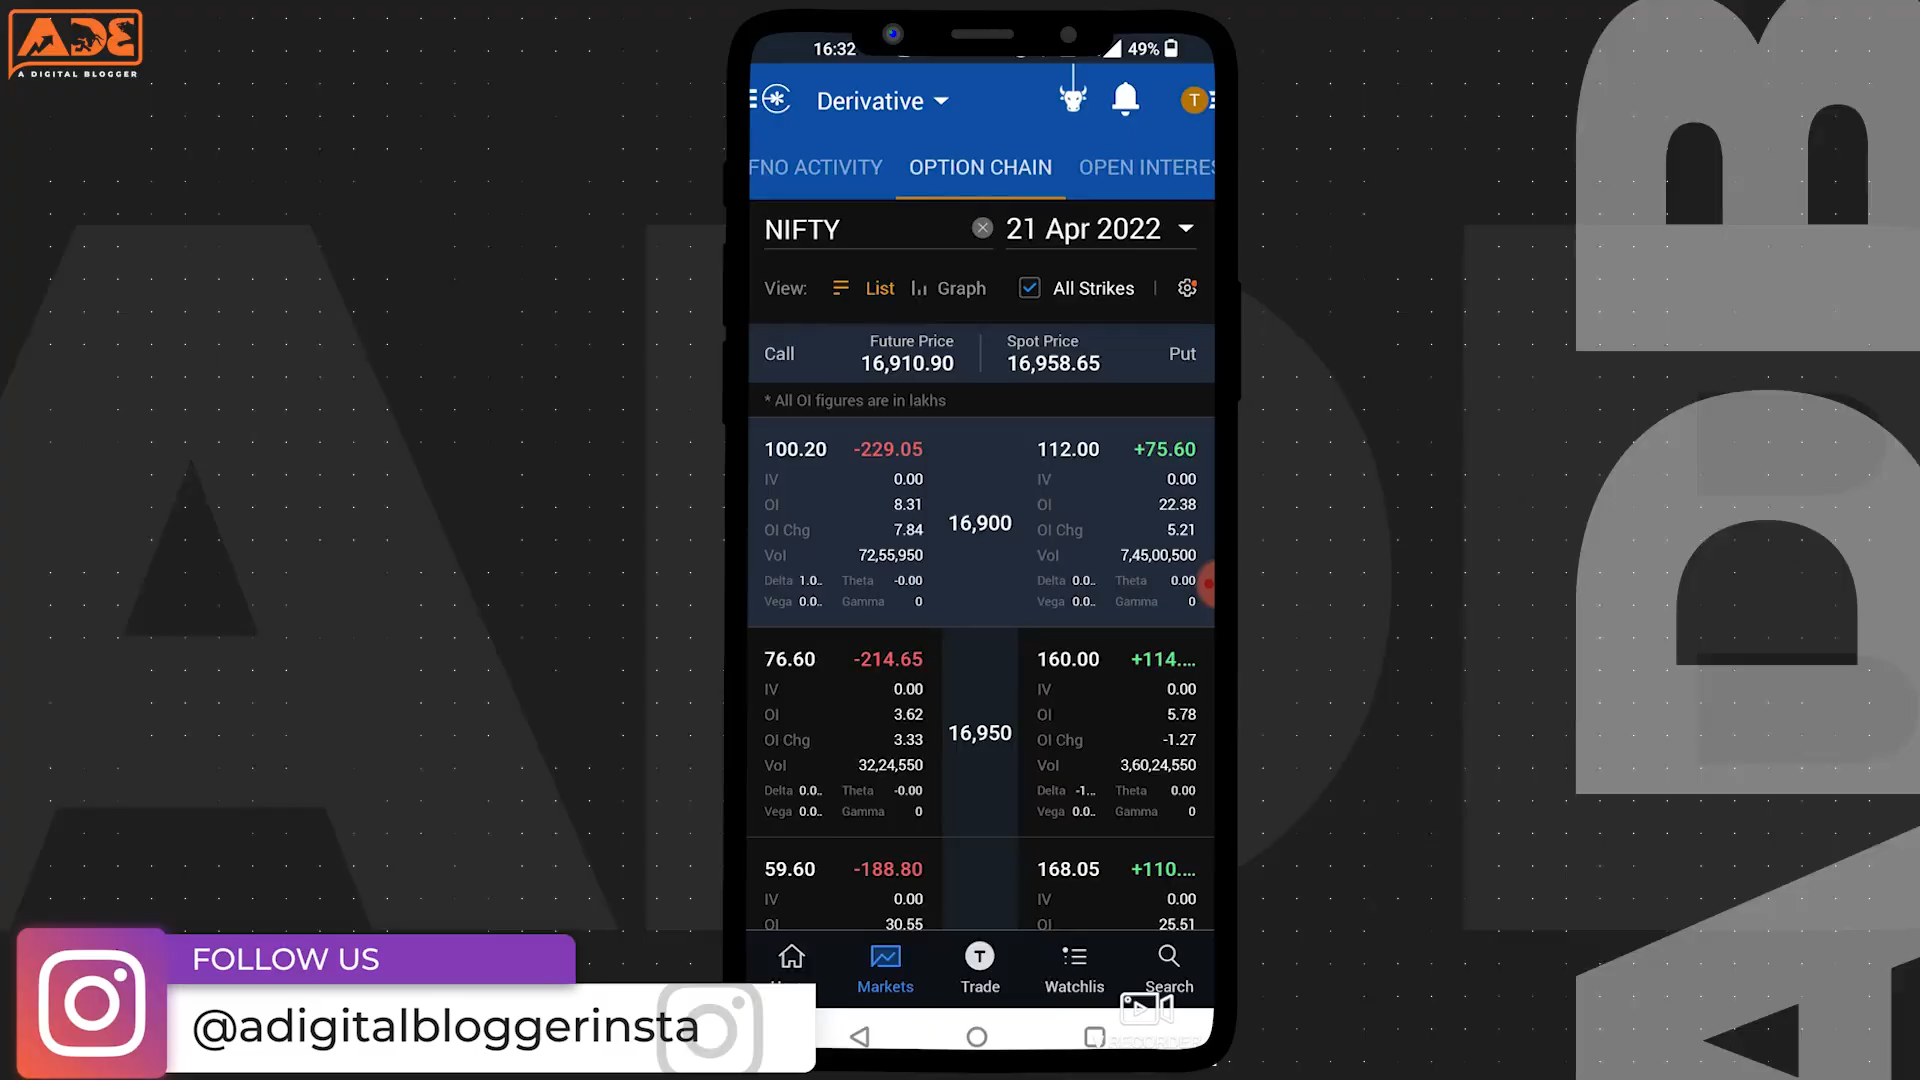 ADB
A DIGITAL BLOGGER
16:32
49%
Derivative
T
FNO ACTIVITY OPTION CHAIN OPEN INTERES
NIFTY 21 Apr 2022
View: List Graph All Strikes
Call Future Price 16,910.90 Spot Price 16,958.65 Put
* All OI figures are in lakhs
100.20 -229.05 112.00 +75.60
IV 0.00 IV 0.00
OI 8.31 OI 22.38
OI Chg 7.84 16,900 OI Chg 5.21
Vol 72,55,950 Vol 7,45,00,500
Delta 1.0.. Theta -0.00 Delta 0.0.. Theta 0.00
Vega 0.0.. Gamma 0 Vega 0.0.. Gamma 0
76.60 -214.65 160.00 +114....
IV 0.00 IV 0.00
OI 3.62 OI 5.78
OI Chg 3.33 16,950 OI Chg -1.27
Vol 32,24,550 Vol 3,60,24,550
Delta 0.0.. Theta -0.00 Delta -1... Theta 0.00
Vega 0.0.. Gamma 0 Vega 0.0.. Gamma 0
59.60 -188.80 168.05 +110....
IV 0.00 IV 0.00
OI 30.55 OI 25.51
Markets Trade Watchlis Search
FOLLOW US
@adigitalbloggerinsta